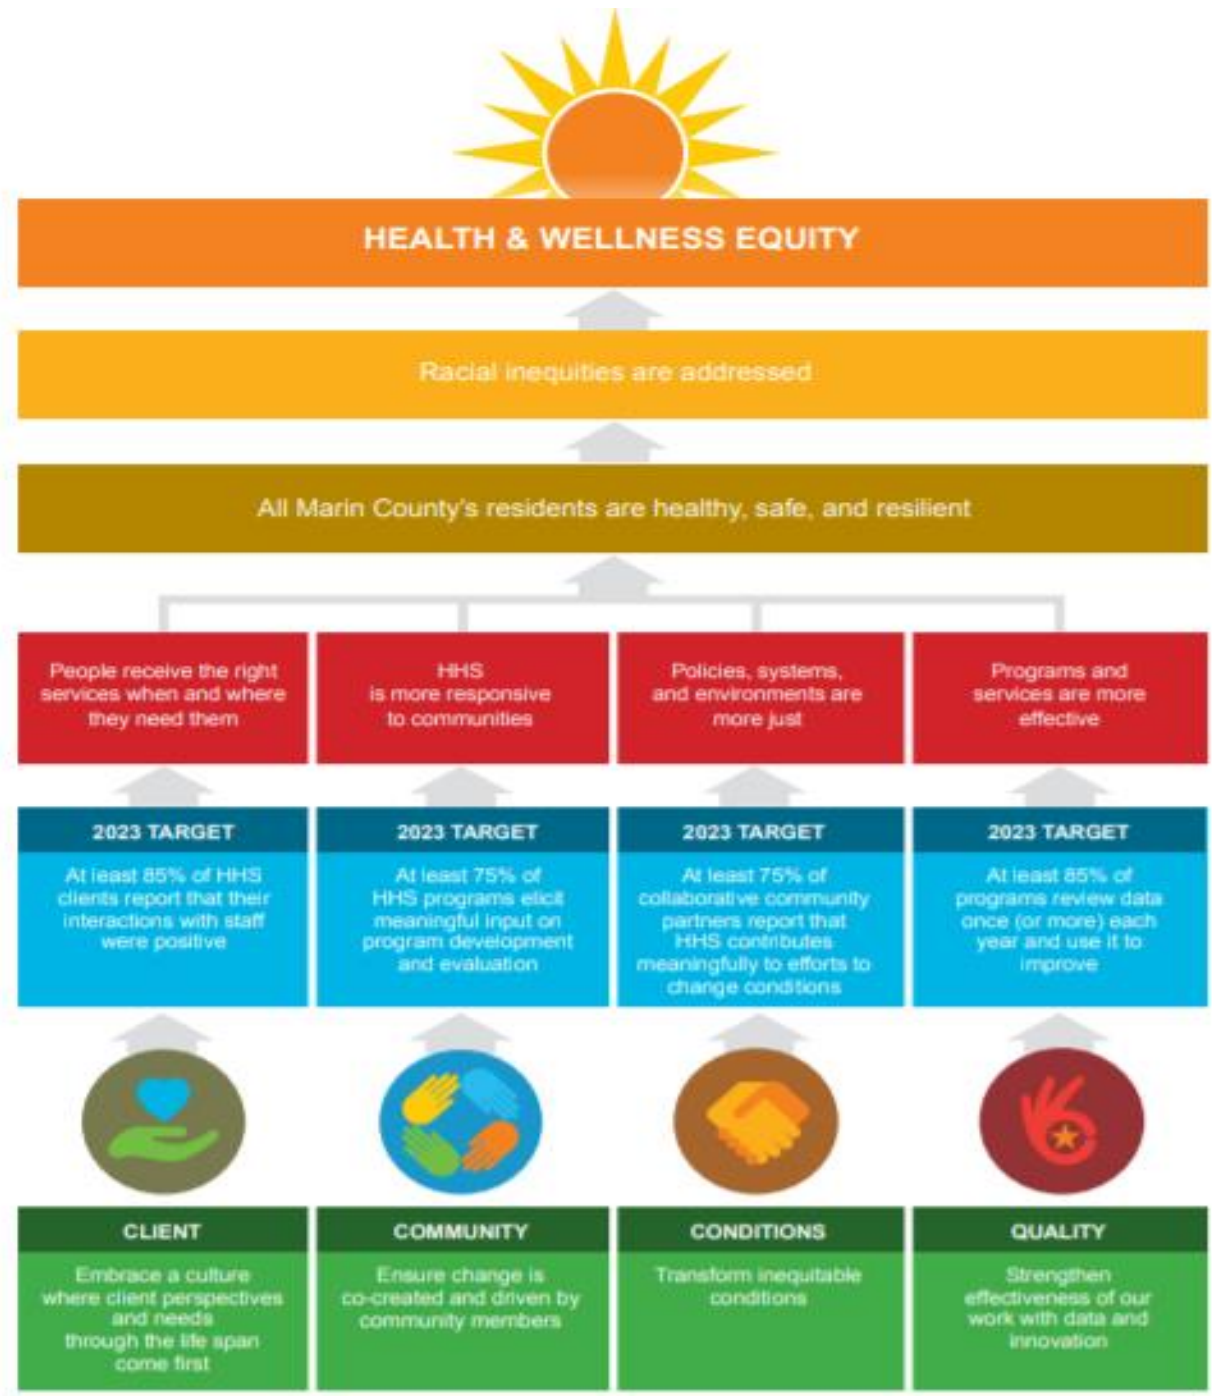 HEALTH & WELLNESS EQUITY
Racial inequities are addressed
All Marin County's residents are healthy, safe, and resilient
People receive the right
services when and where
they need them
HHS
is more responsive
to communities
Policies, systems,
and environments are
more just
Programs and
services are more
effective
2023 TARGET
At least 85% of HHS
clients report that their
interactions with staff
were positive
2023 TARGET
At least 75% of
HHS programs elicit
meaningful input on
program development
and evaluation
2023 TARGET
At least 75% of
collaborative community
partners report that
HHS contributes
meaningfully to efforts to
change conditions
2023 TARGET
At least 85% of
programs review data
once (or more) each
year and use it to
improve
CLIENT
Embrace a culture
where client perspectives
and needs
through the life span
come first
COMMUNITY
Ensure change is
co-created and driven by
community members
CONDITIONS
Transform inequitable
conditions
QUALITY
Strengthen
effectiveness of our
work with data and
innovation